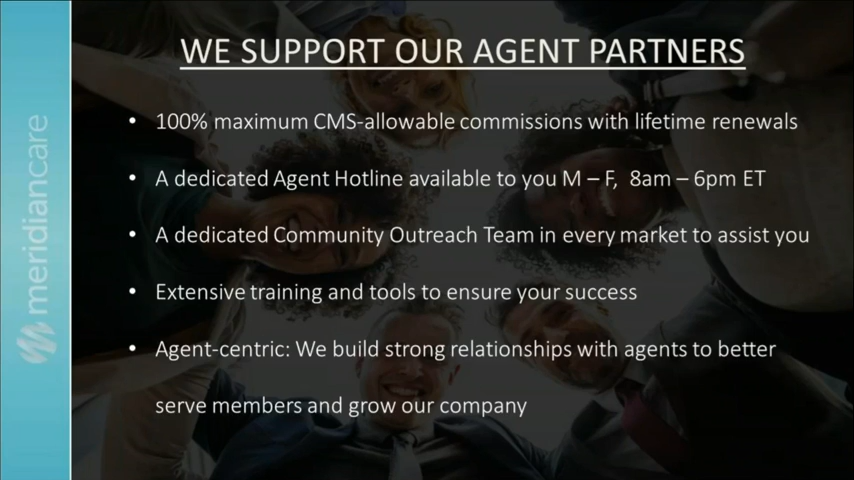 WE SUPPORT OUR AGENT PARTNERS
• 100% maximum CMS-allowable commissions with lifetime renewals
• A dedicated Agent Hotline available to you M – F, 8am – 6pm ET
• A dedicated Community Outreach Team in every market to assist you
• Extensive training and tools to ensure your success
• Agent-centric: We build strong relationships with agents to better
serve members and grow our company
meridiancare